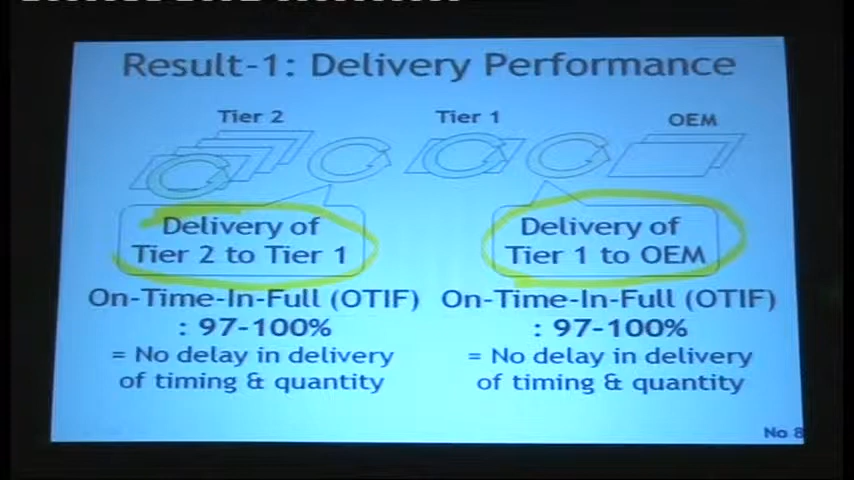 Result-1: Delivery Performance
Tier 2
Tier 1
OEM
Delivery of
Tier 2 to Tier 1
Delivery of
Tier 1 to OEM
On-Time-In-Full (OTIF)
: 97-100%
= No delay in delivery
of timing & quantity
On-Time-In-Full (OTIF)
: 97-100%
= No delay in delivery
of timing & quantity
No 8